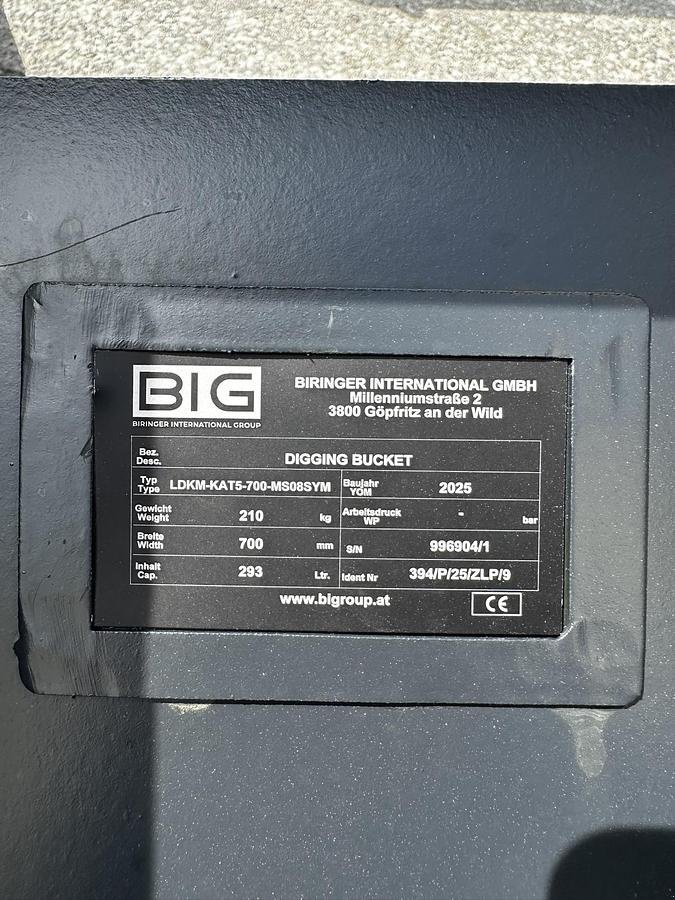 BIG
BIRINGER INTERNATIONAL GROUP
BIRINGER INTERNATIONAL GMBH
Millenniumstraße 2
3800 Göpfritz an der Wild
Bez.
Desc.
DIGGING BUCKET
Typ
Type
LDKM-KAT5-700-MS08SYM
Baujahr
YOM
2025
Gewicht
Weight
210 kg
Arbeitsdruck
WP
- bar
Breite
Width
700 mm
S/N 996904/1
Inhalt
Cap.
293 Ltr.
Ident Nr 394/P/25/ZLP/9
www.bigroup.at
CE